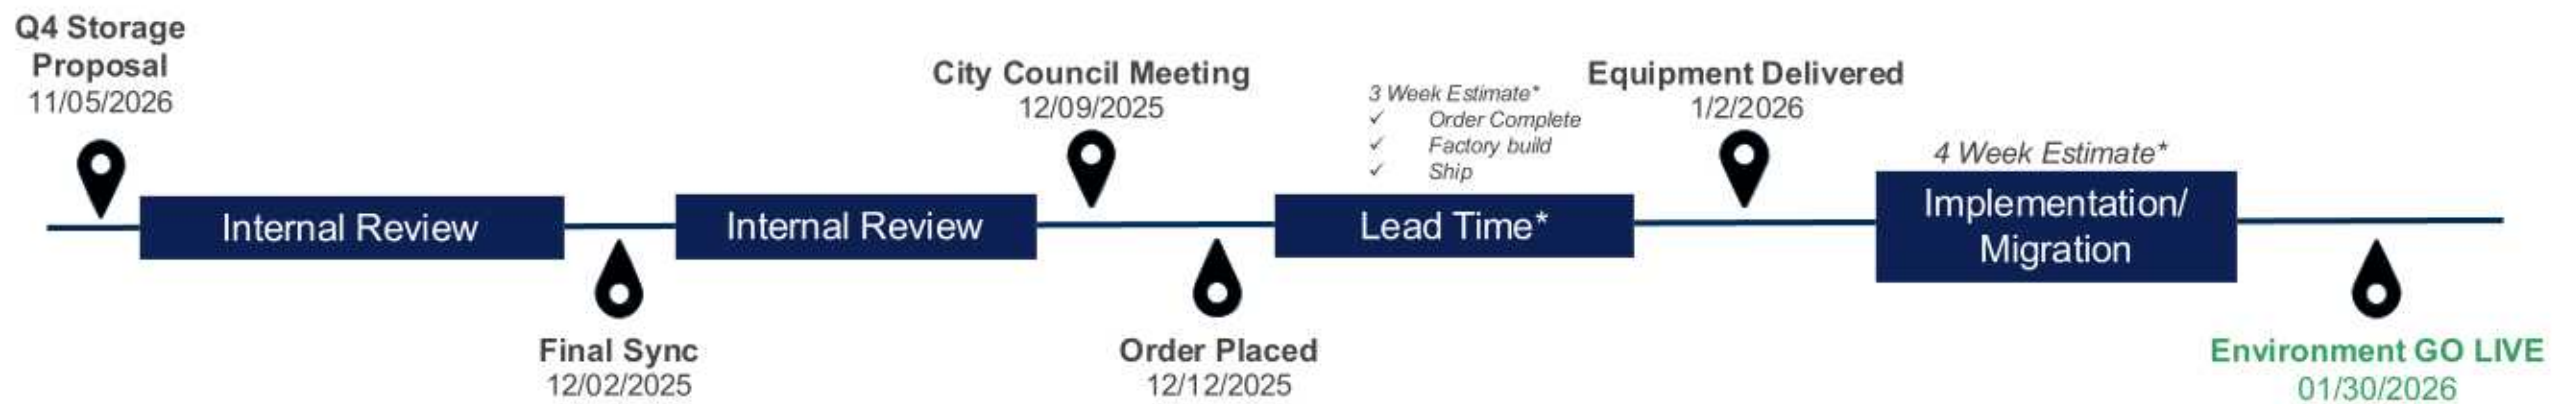 Q4 Storage
Proposal
11/05/2026
Internal Review
Final Sync
12/02/2025
Internal Review
City Council Meeting
12/09/2025
Order Placed
12/12/2025
3 Week Estimate*
✓ Order Complete
✓ Factory build
✓ Ship
Lead Time*
Equipment Delivered
1/2/2026
4 Week Estimate*
Implementation/
Migration
Environment GO LIVE
01/30/2026